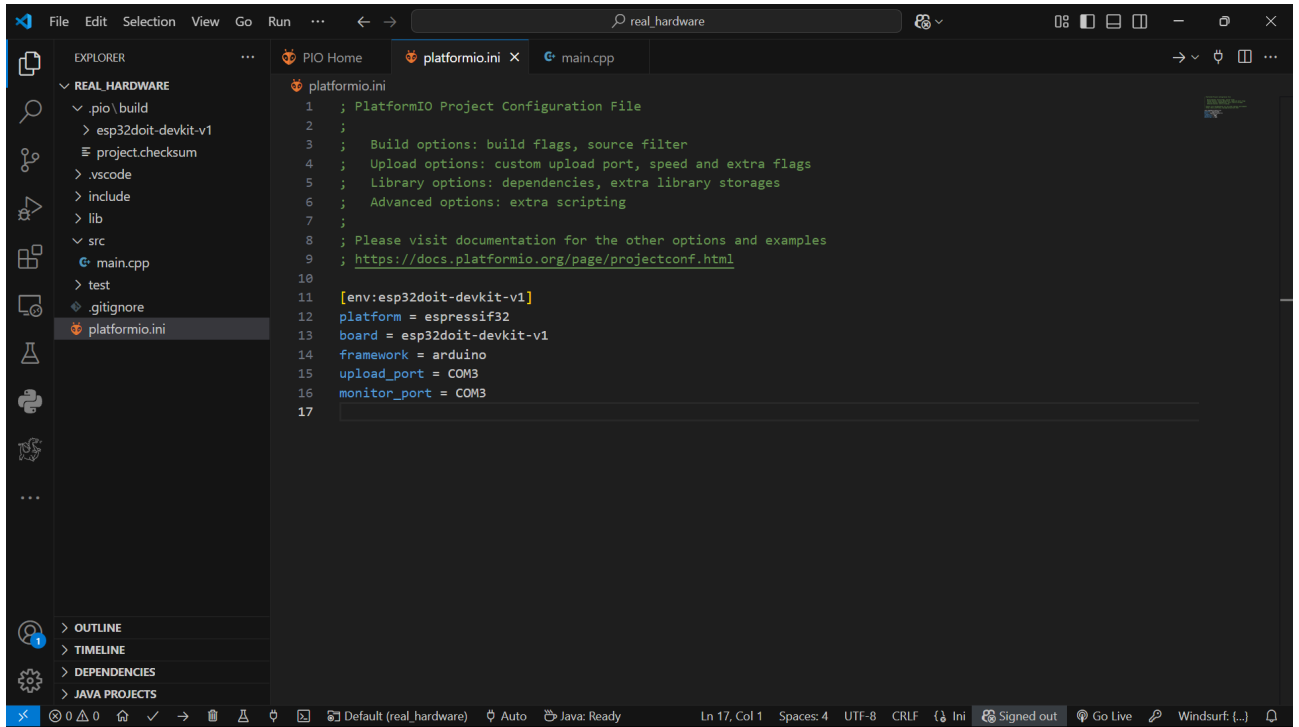 File Edit Selection View Go Run ···
real_hardware
EXPLORER
REAL_HARDWARE
.pio \ build
esp32doit-devkit-v1
project.checksum
.vscode
include
lib
src
main.cpp
test
.gitignore
platformio.ini
OUTLINE
TIMELINE
DEPENDENCIES
JAVA PROJECTS
PIO Home platformio.ini main.cpp
platformio.ini
1 ; PlatformIO Project Configuration File
2 ;
3 ;   Build options: build flags, source filter
4 ;   Upload options: custom upload port, speed and extra flags
5 ;   Library options: dependencies, extra library storages
6 ;   Advanced options: extra scripting
7 ;
8 ; Please visit documentation for the other options and examples
9 ; https://docs.platformio.org/page/projectconf.html
10
11 [env:esp32doit-devkit-v1]
12 platform = espressif32
13 board = esp32doit-devkit-v1
14 framework = arduino
15 upload_port = COM3
16 monitor_port = COM3
17
1
0 0 Default (real_hardware) Auto Java: Ready Ln 17, Col 1 Spaces: 4 UTF-8 CRLF Ini Signed out Go Live Windsurf: {...}